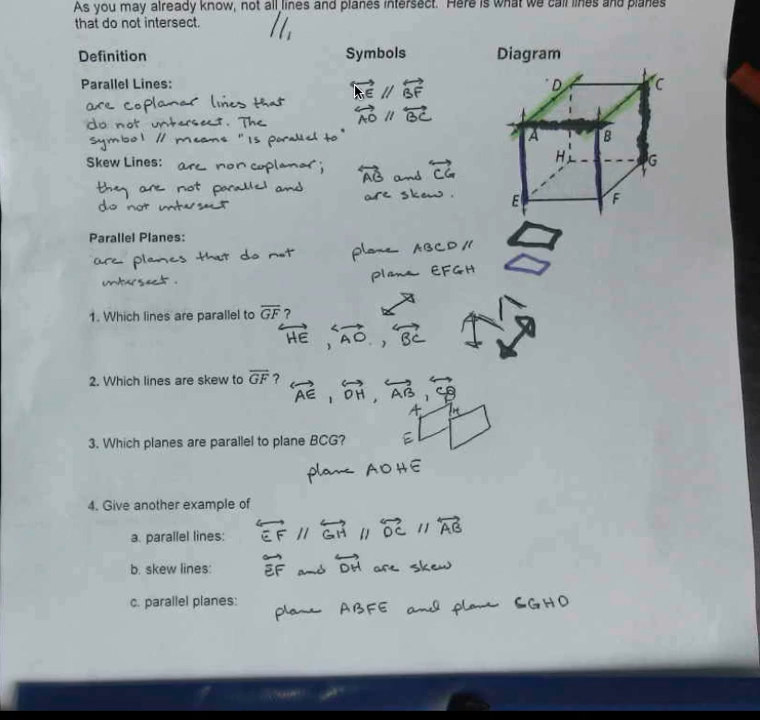 As you may already know, not all lines and planes intersect. Here is what we call lines and planes
that do not intersect.
//,
Definition Symbols Diagram
Parallel Lines:
are coplanar lines that
do not intersect. The
symbol // means "is parallel to"
AE // BF
AD // BC
Skew Lines: are noncoplanar;
they are not parallel and
do not intersect
AB and CG
are skew.
Parallel Planes:
are planes that do not
intersect.
plane ABCD //
plane EFGH
D C
A B
H G
E F
1. Which lines are parallel to GF?
HE, AD, BC
2. Which lines are skew to GF?
AE, DH, AB,
A H
E
3. Which planes are parallel to plane BCG?
plane ADHE
4. Give another example of
a. parallel lines: EF // GH // DC // AB
b. skew lines: EF and DH are skew
c. parallel planes: plane ABFE and plane CGHD